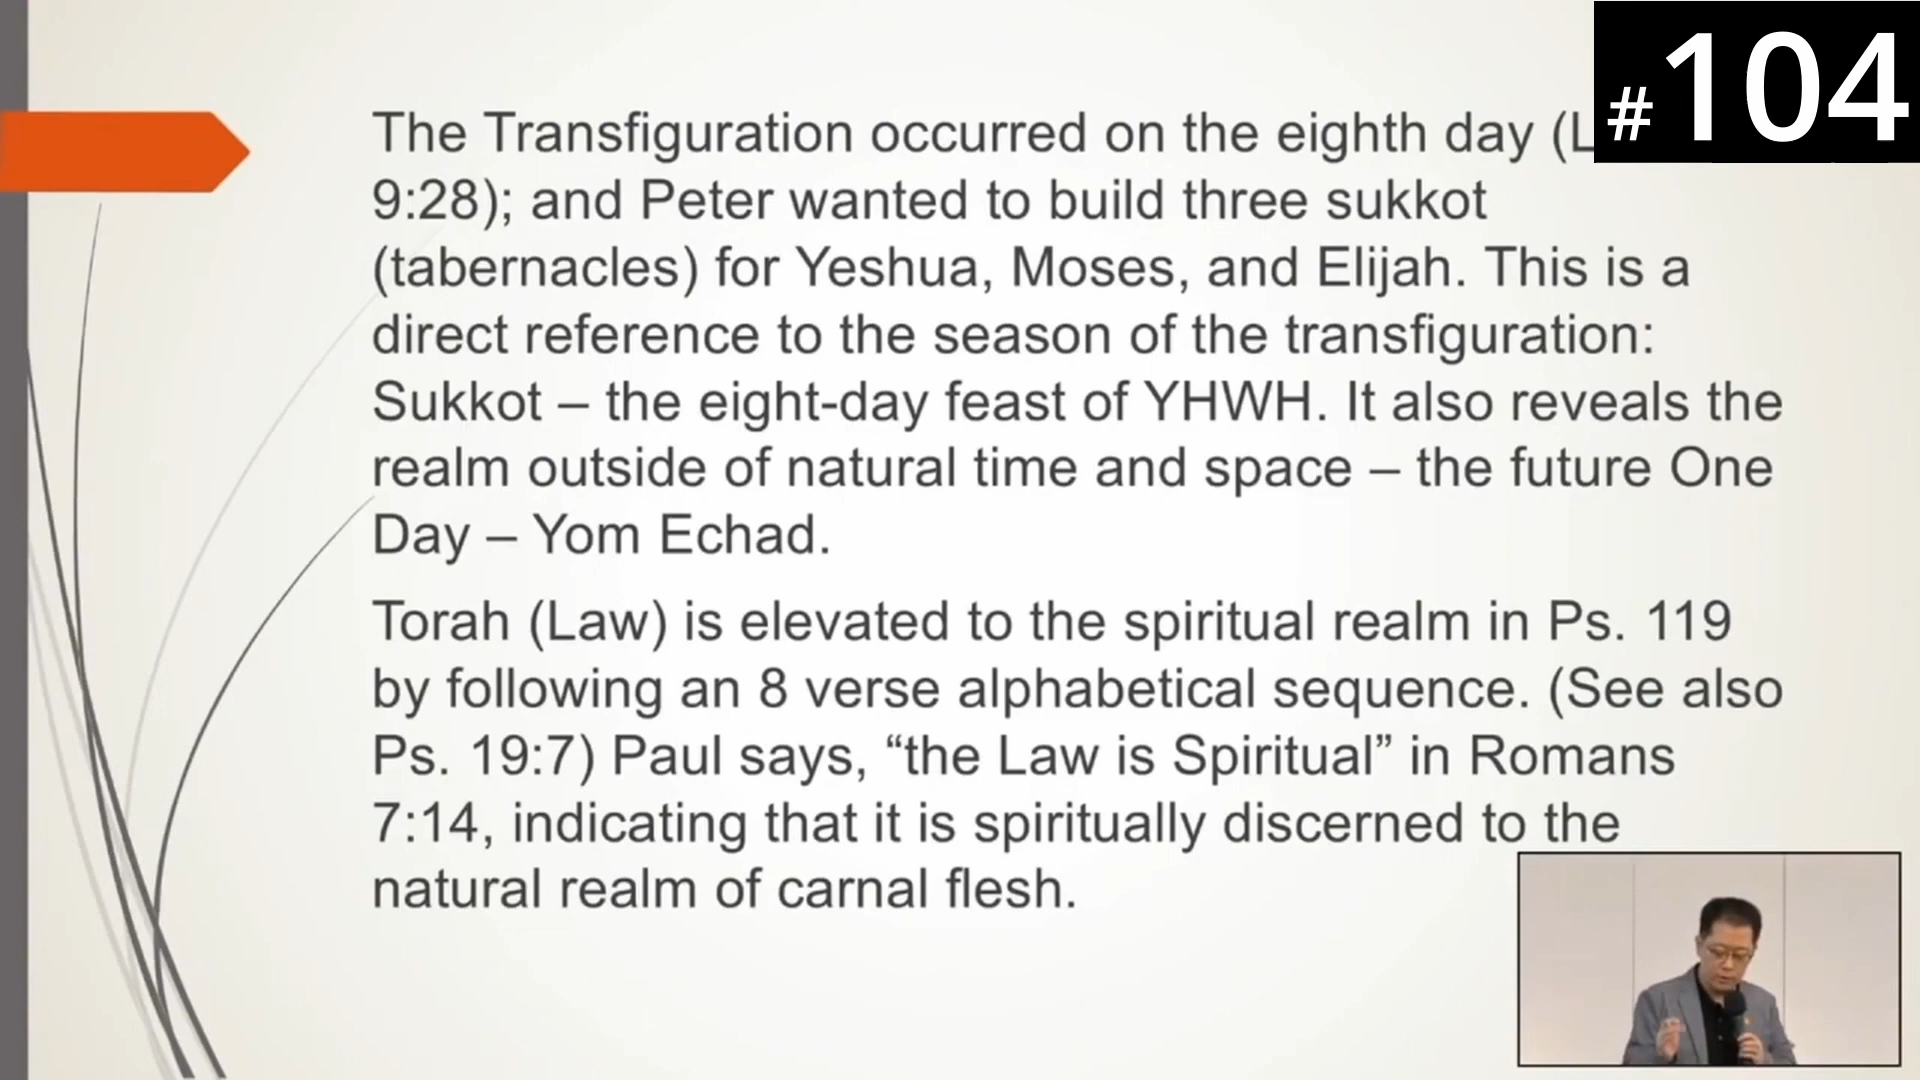 #104
The Transfiguration occurred on the eighth day (L
9:28); and Peter wanted to build three sukkot
(tabernacles) for Yeshua, Moses, and Elijah. This is a
direct reference to the season of the transfiguration:
Sukkot – the eight-day feast of YHWH. It also reveals the
realm outside of natural time and space – the future One
Day – Yom Echad.
Torah (Law) is elevated to the spiritual realm in Ps. 119
by following an 8 verse alphabetical sequence. (See also
Ps. 19:7) Paul says, “the Law is Spiritual” in Romans
7:14, indicating that it is spiritually discerned to the
natural realm of carnal flesh.